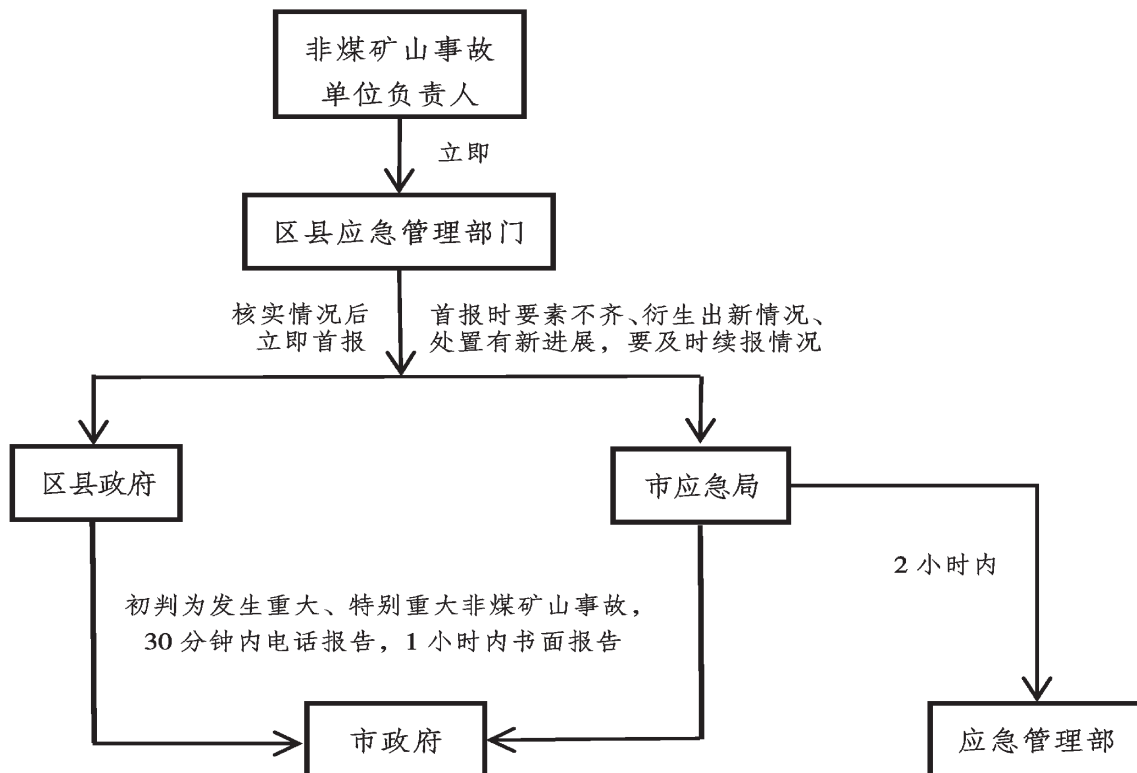 非煤矿山事故
单位负责人
立即
区县应急管理部门
核实情况后
立即首报
首报时要素不齐、衍生出新情况、
处置有新进展，要及时续报情况
区县政府
市应急局
2 小时内
初判为发生重大、特别重大非煤矿山事故，
30 分钟内电话报告，1 小时内书面报告
市政府
应急管理部